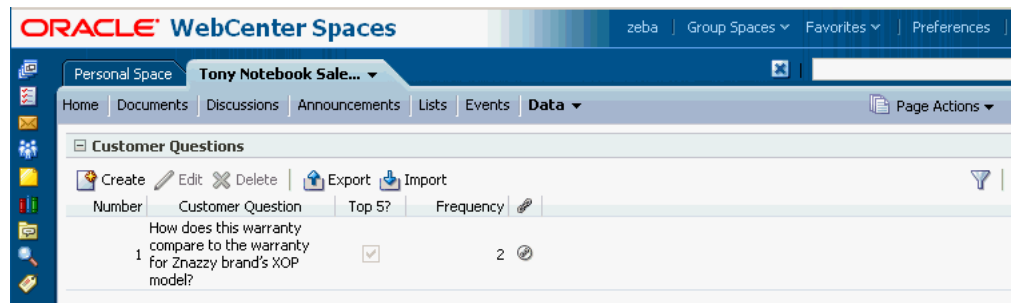 ORACLE WebCenter Spaces
zeba | Group Spaces | Favorites | Preferences |
Personal Space
Tony Notebook Sale...
Home | Documents | Discussions | Announcements | Lists | Events | Data
Page Actions
Customer Questions
Create Edit Delete | Export Import
Number Customer Question Top 5? Frequency
How does this warranty
1 compare to the warranty 2
for Znazzy brand's XOP
model?